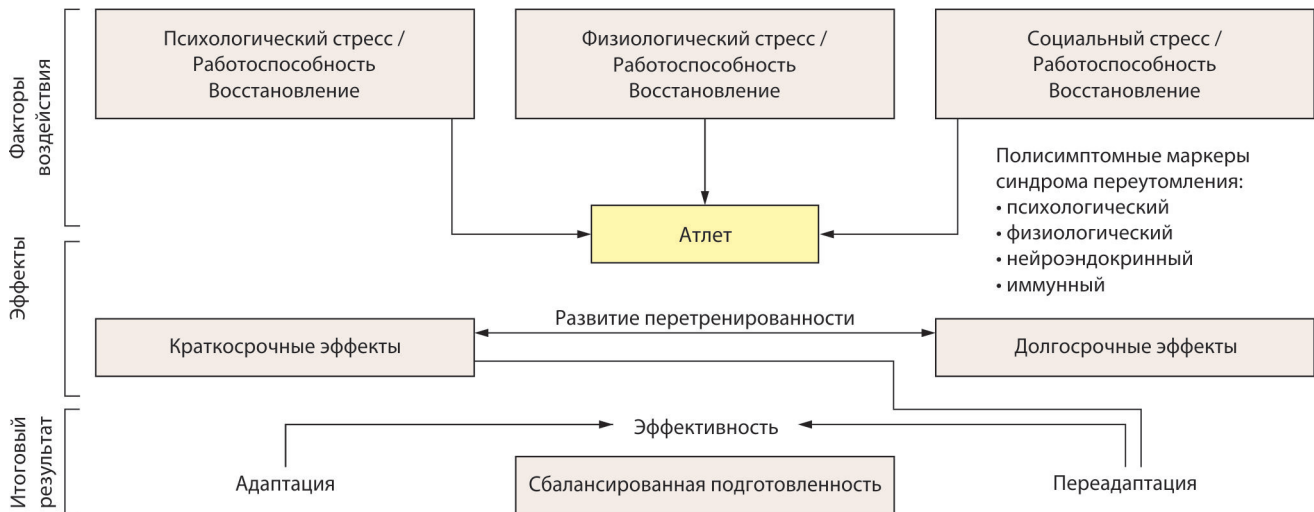 Факторы
воздействия
Психологический стресс /
Работоспособность
Восстановление
Физиологический стресс /
Работоспособность
Восстановление
Социальный стресс /
Работоспособность
Восстановление
Полисимптомные маркеры
синдрома переутомления:
• психологический
• физиологический
• нейроэндокринный
• иммунный
Атлет
Эффекты
Развитие перетренированности
Краткосрочные эффекты
Долгосрочные эффекты
Итоговый
результат
Эффективность
Адаптация
Сбалансированная подготовленность
Переадаптация